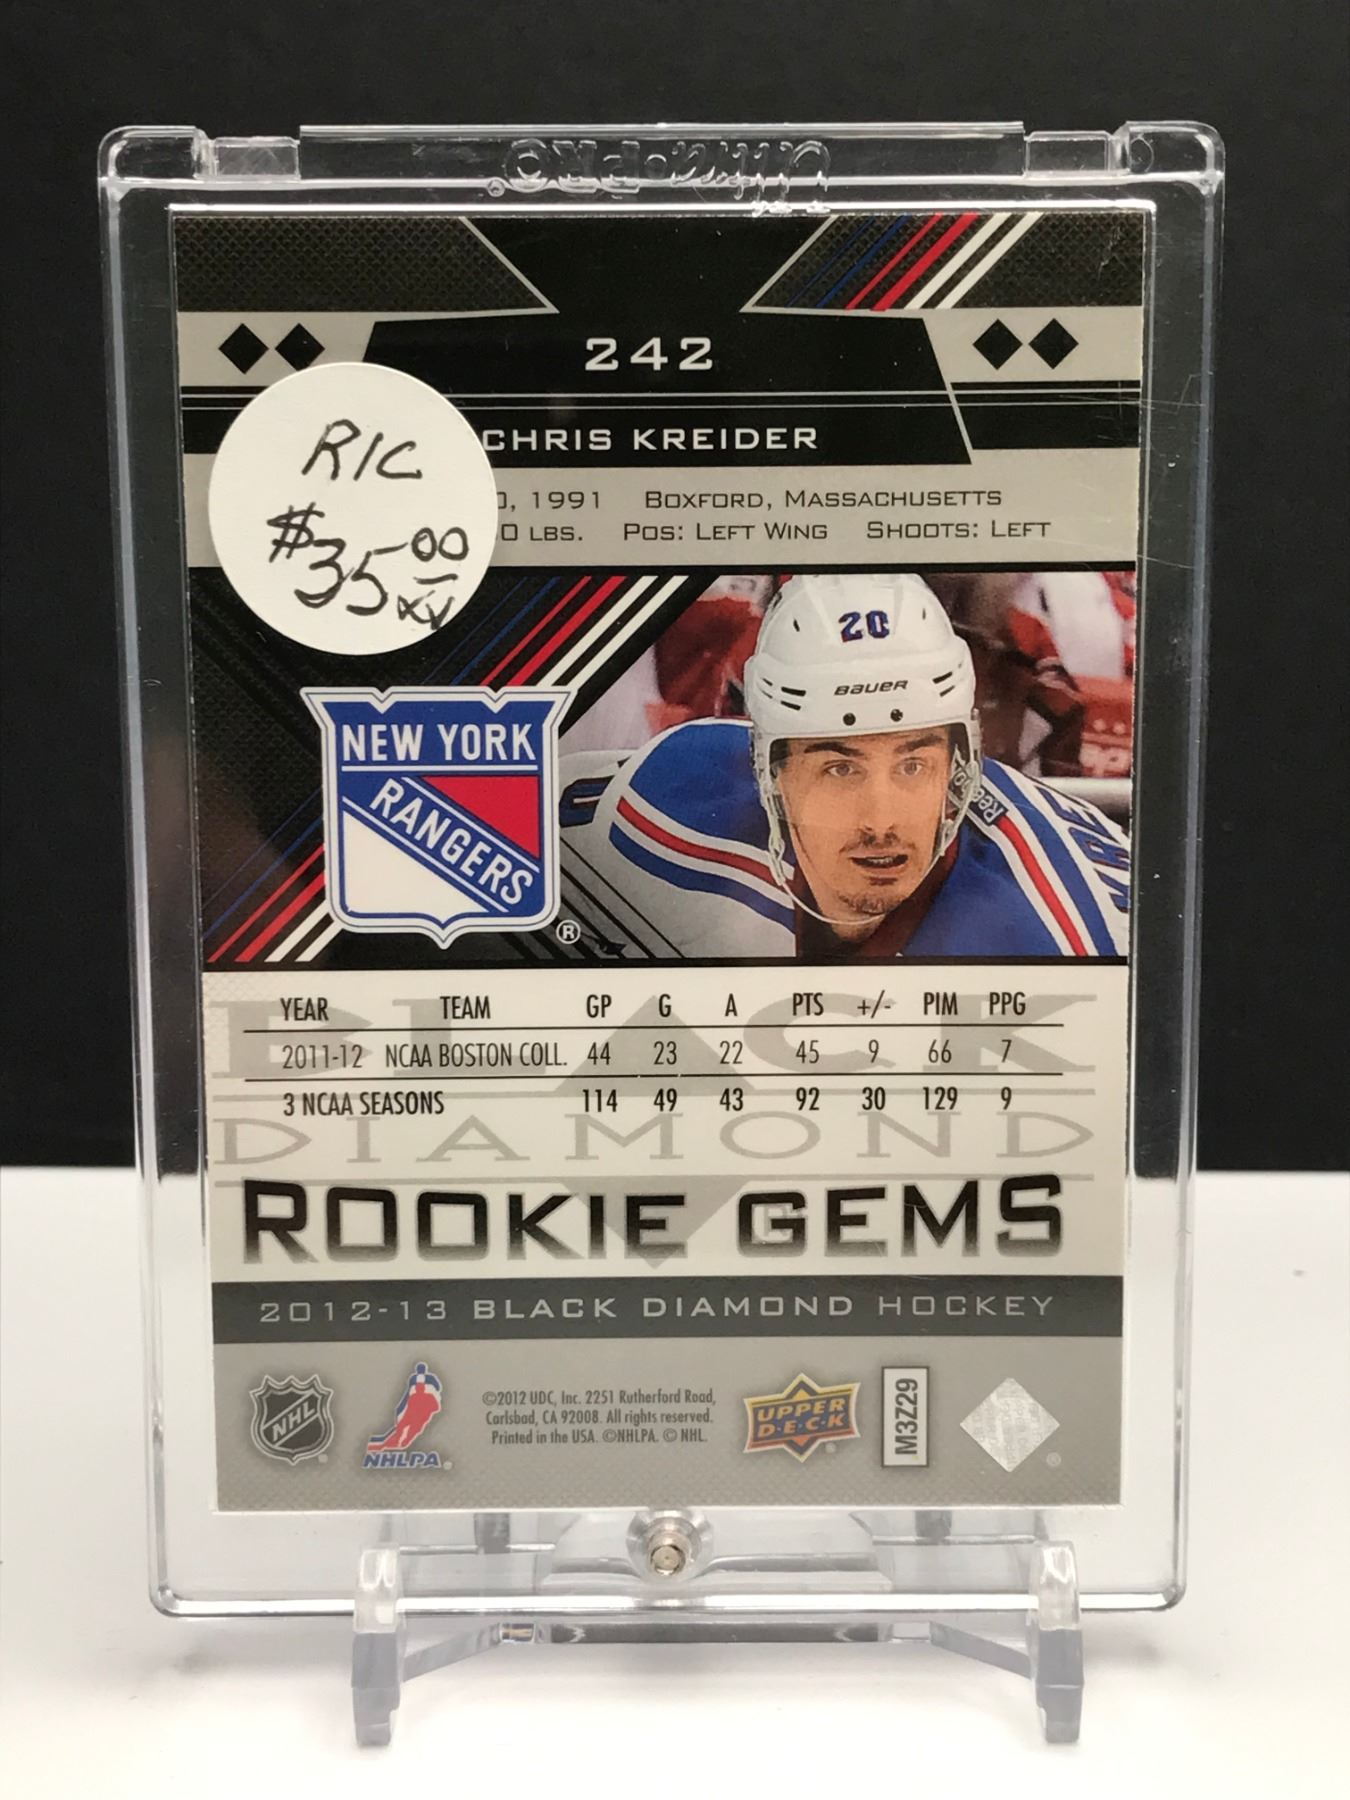 UltraPRO®
242
CHRIS KREIDER
R/C
$35.00
0, 1991 BOXFORD, MASSACHUSETTS
0 LBS. POS: LEFT WING SHOOTS: LEFT
20
BAUER
NEW YORK
RANGERS
®
YEAR TEAM GP G A PTS +/- PIM PPG
2011-12 NCAA BOSTON COLL. 44 23 22 45 9 66 7
3 NCAA SEASONS 114 49 43 92 30 129 9
BLACK
DIAMOND
ROOKIE GEMS
2012-13 BLACK DIAMOND HOCKEY
NHL
NHLPA
©2012 UDC, Inc. 2251 Rutherford Road,
Carlsbad, CA 92008. All rights reserved.
Printed in the USA. ©NHLPA. © NHL.
UPPER
D·E·C·K
M3Z29